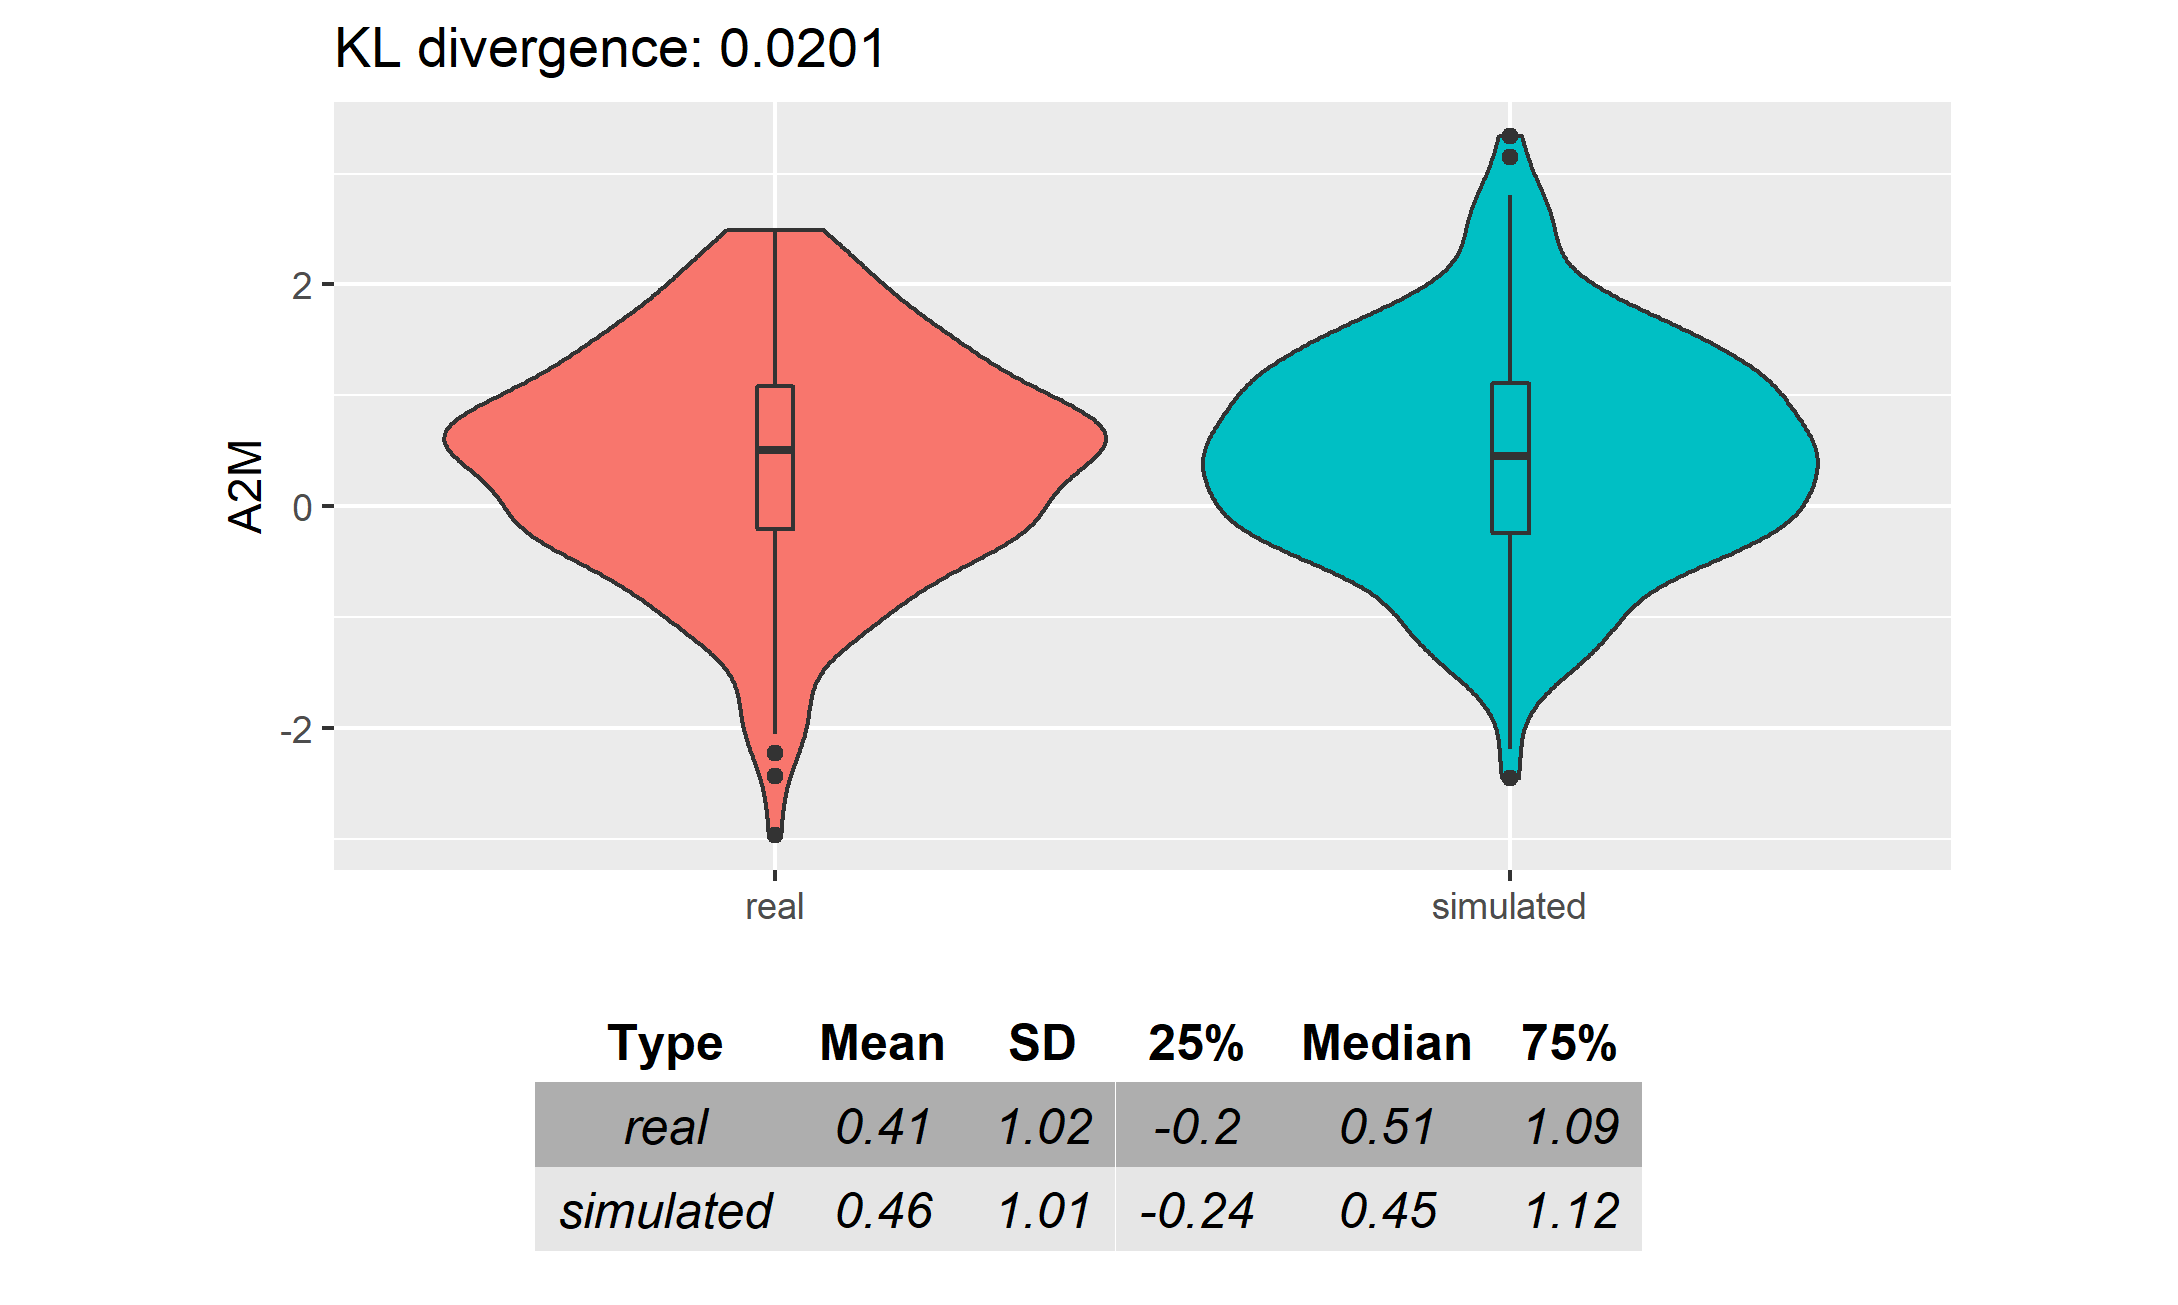 KL divergence: 0.0201
A2M
2
0
-2
real simulated
Type Mean SD 25% Median 75%
real 0.41 1.02 -0.2 0.51 1.09
simulated 0.46 1.01 -0.24 0.45 1.12